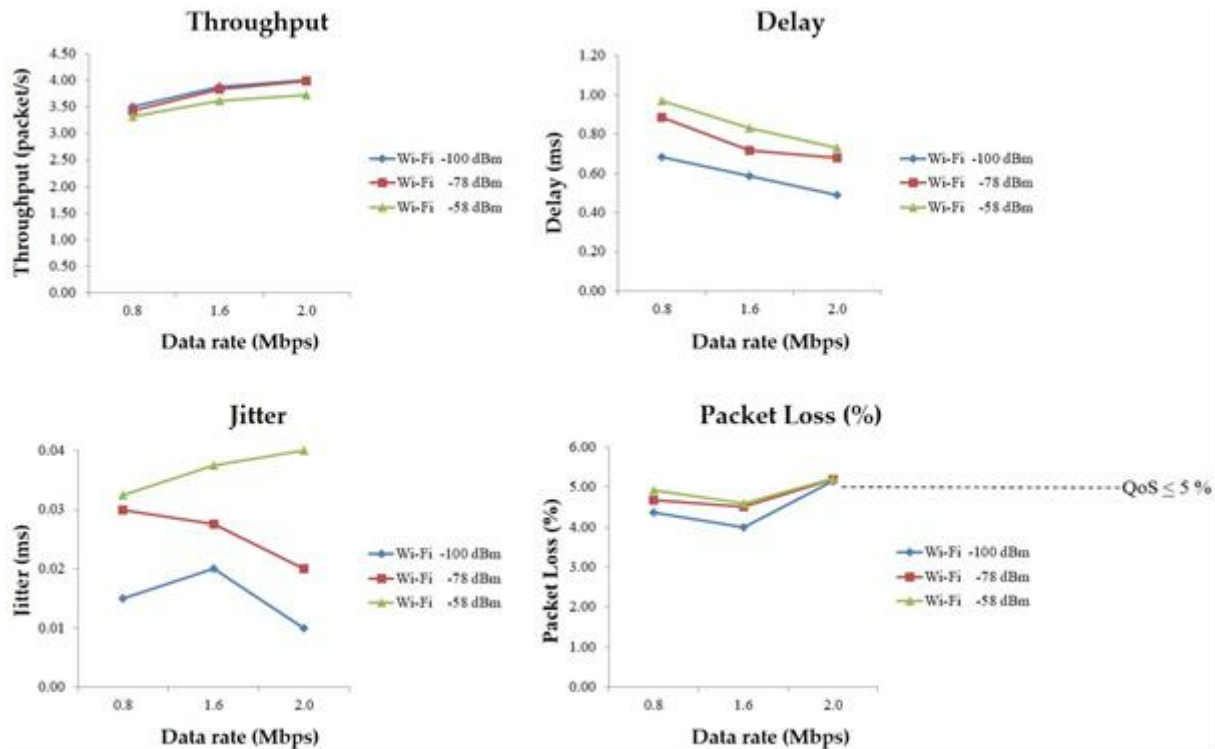 Throughput
Throughput (packet/s)
4.50
4.00
3.50
3.00
2.50
2.00
1.50
1.00
0.50
0.00
0.8 1.6 2.0
Data rate (Mbps)
Wi-Fi -100 dBm
Wi-Fi -78 dBm
Wi-Fi -58 dBm
Delay
Delay (ms)
1.20
1.00
0.80
0.60
0.40
0.20
0.00
0.8 1.6 2.0
Data rate (Mbps)
Wi-Fi -100 dBm
Wi-Fi -78 dBm
Wi-Fi -58 dBm
Jitter
Jitter (ms)
0.04
0.03
0.02
0.01
0.00
0.8 1.6 2.0
Data rate (Mbps)
Wi-Fi -100 dBm
Wi-Fi -78 dBm
Wi-Fi -58 dBm
Packet Loss (%)
Packet Loss (%)
6.00
5.00
4.00
3.00
2.00
1.00
0.00
0.8 1.6 2.0
Data rate (Mbps)
QoS ≤ 5 %
Wi-Fi -100 dBm
Wi-Fi -78 dBm
Wi-Fi -58 dBm